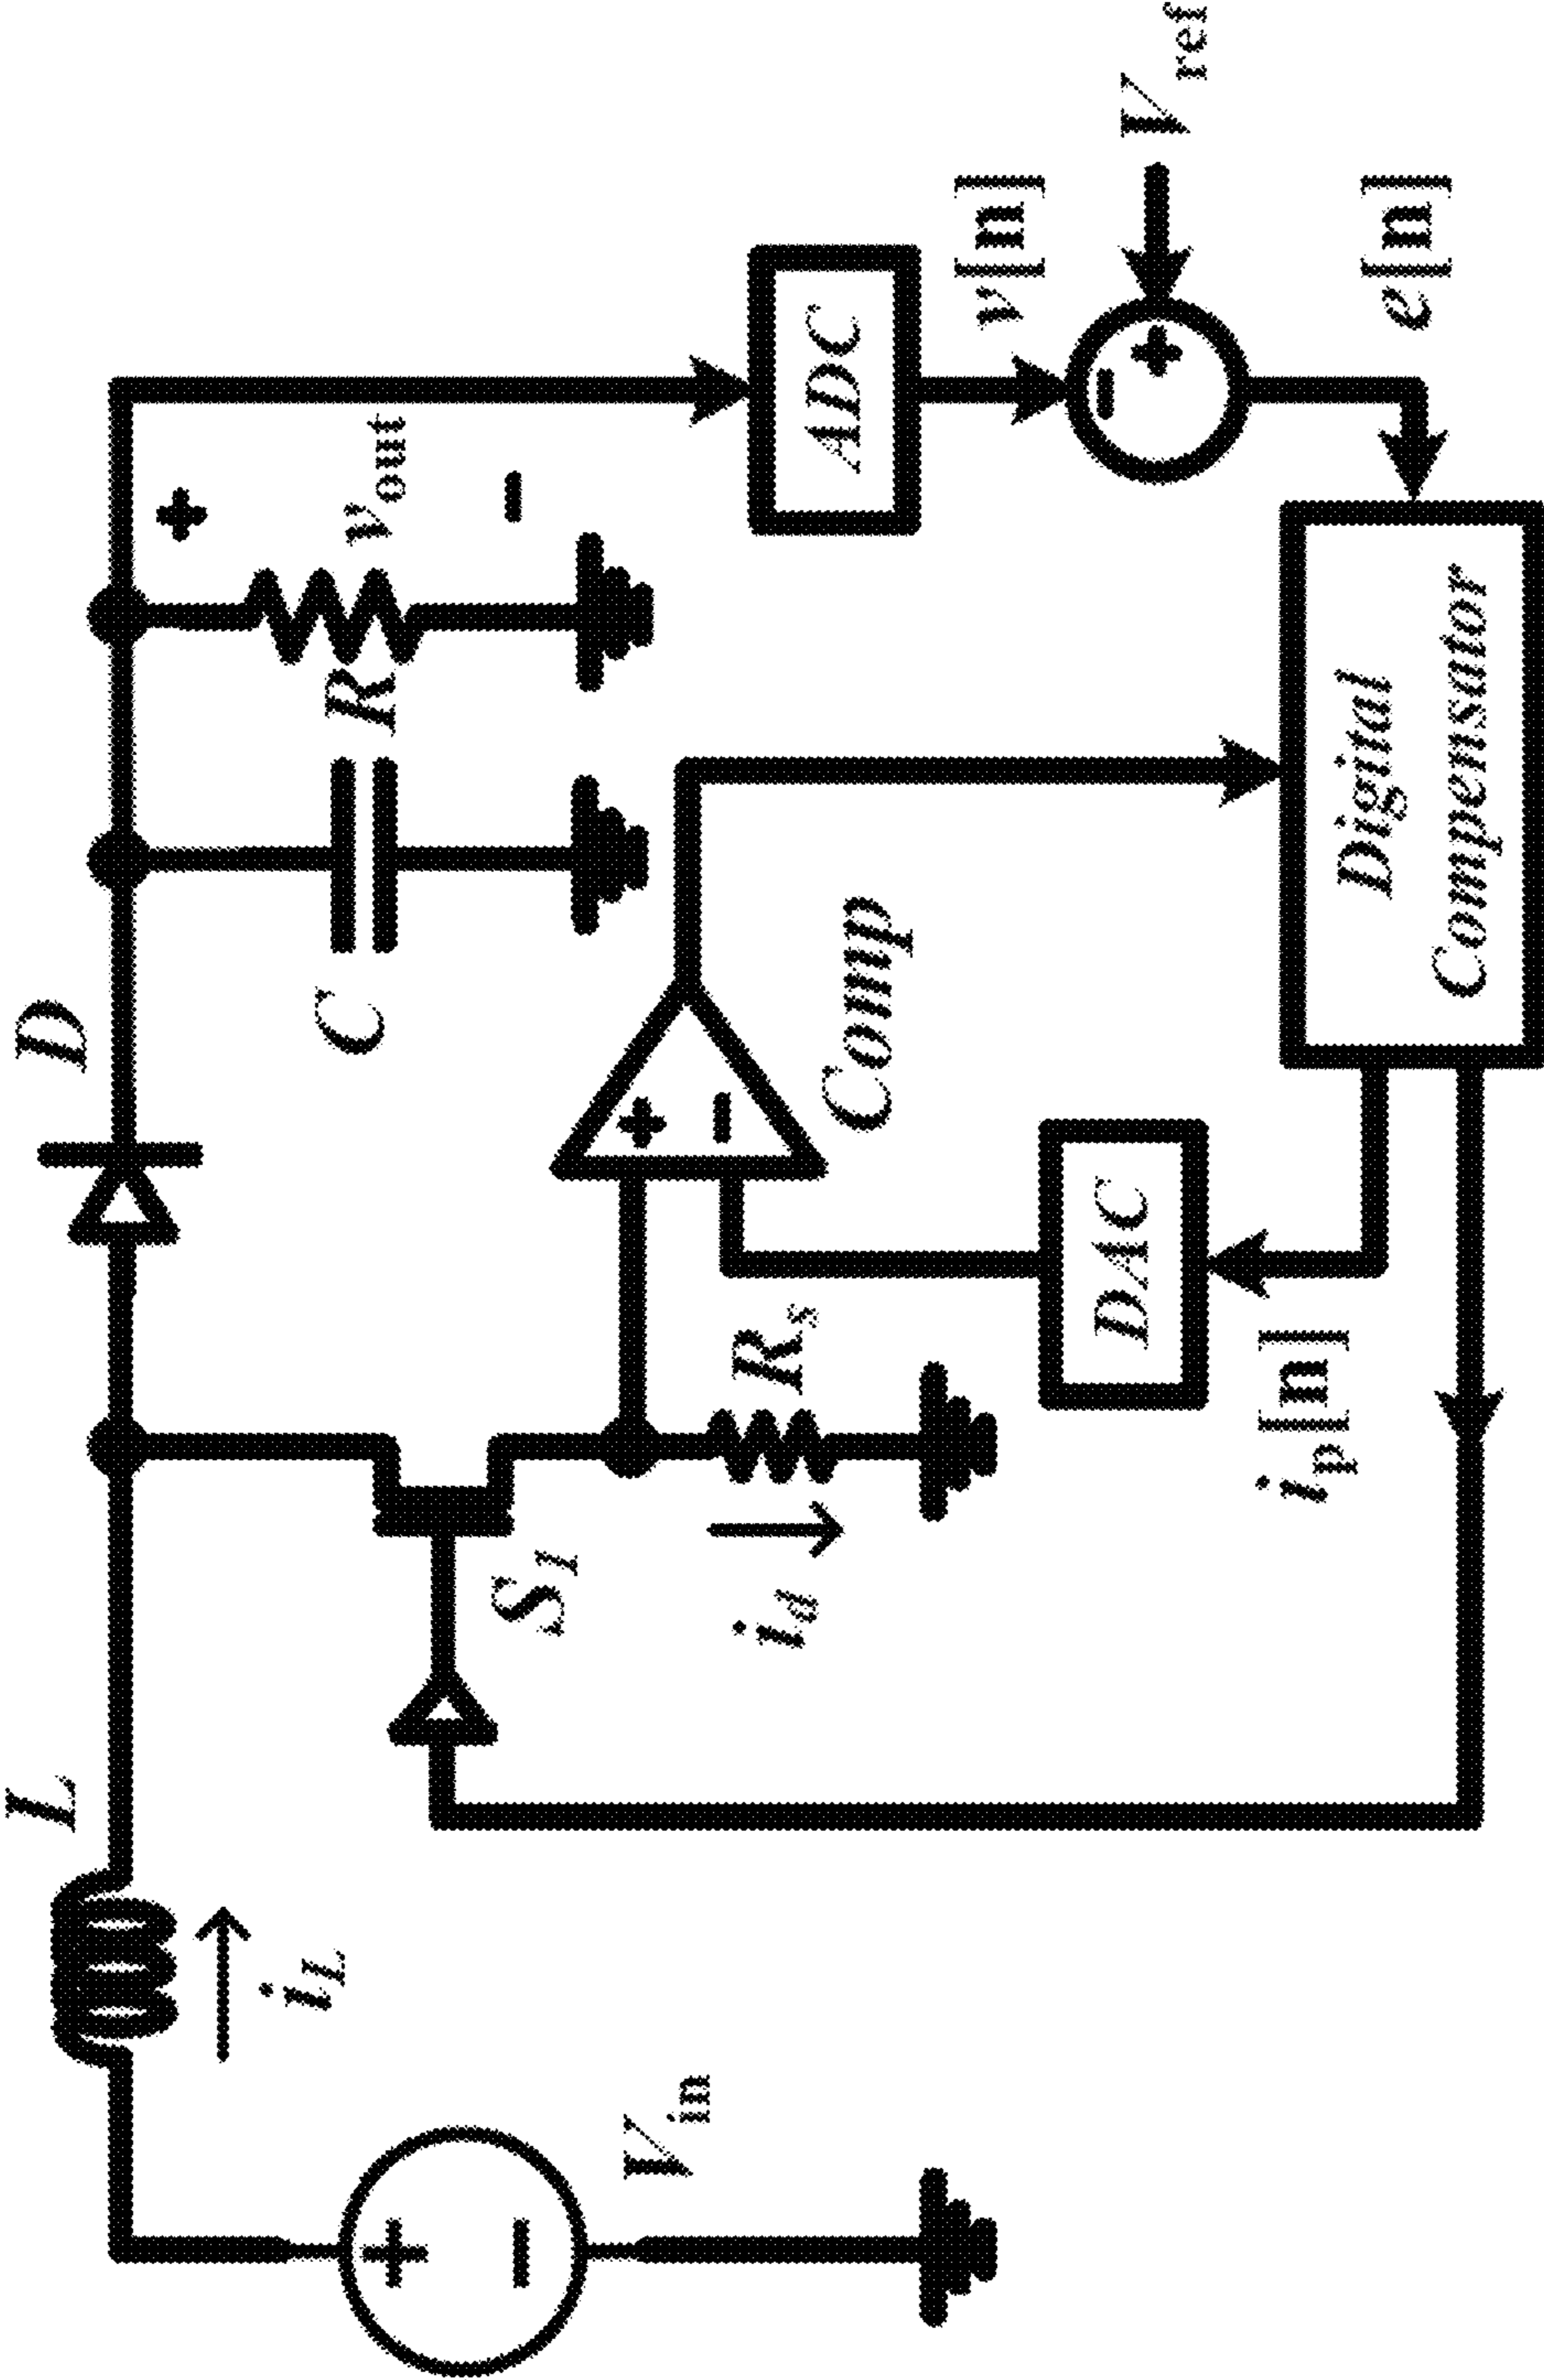 L
D
i_L
+
−
V_in
S_1
i_d
R_s
C
R
+
v_out
−
+
−
Comp
DAC
i_p[n]
ADC
v[n]
−
+
V_ref
e[n]
Digital
Compensator